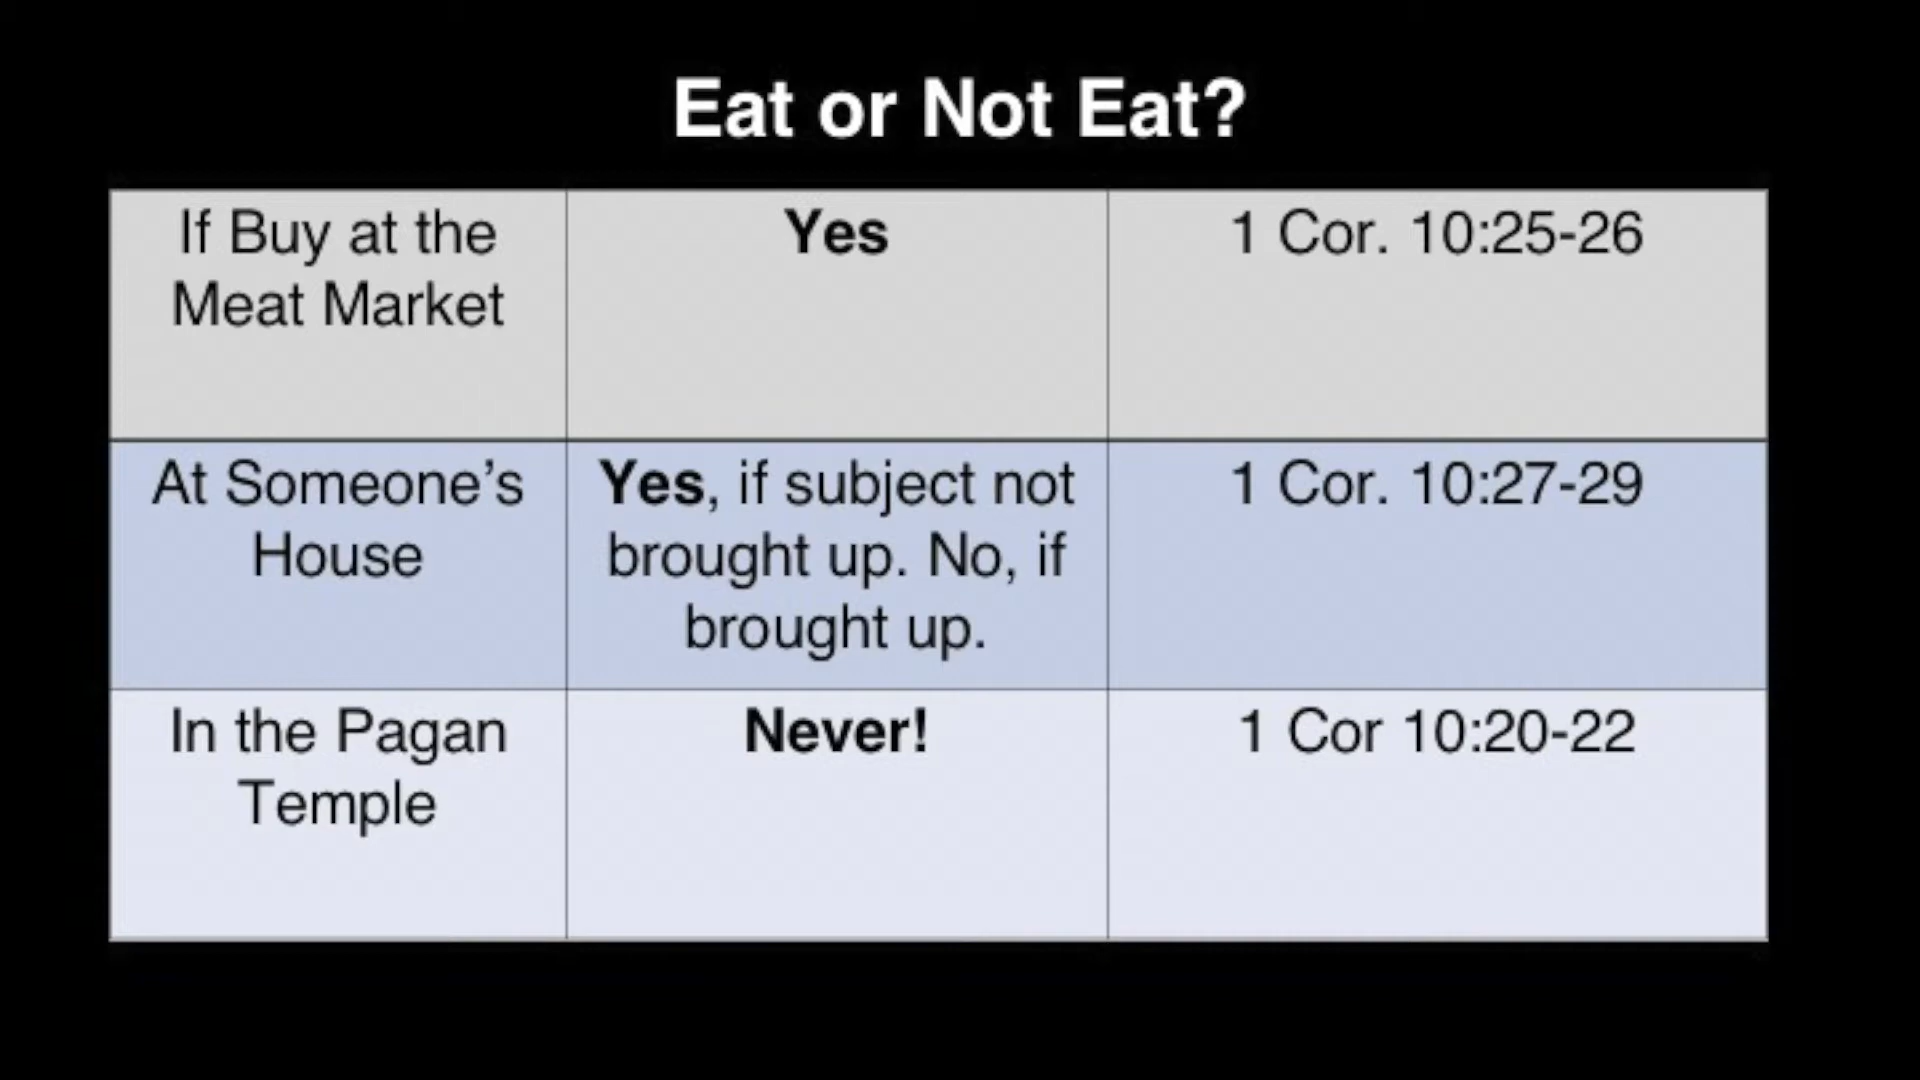 Eat or Not Eat?
If Buy at the
Meat Market
Yes
1 Cor. 10:25-26
At Someone’s
House
Yes, if subject not
brought up. No, if
brought up.
1 Cor. 10:27-29
In the Pagan
Temple
Never!
1 Cor 10:20-22